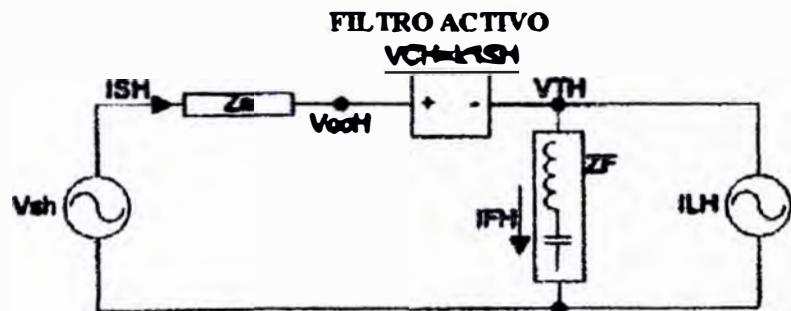 FILTRO ACTIVO
VCH=K*ISH
ISH
Zs
VccH
+ -
VTH
ZF
IFH
Vsh
ILH